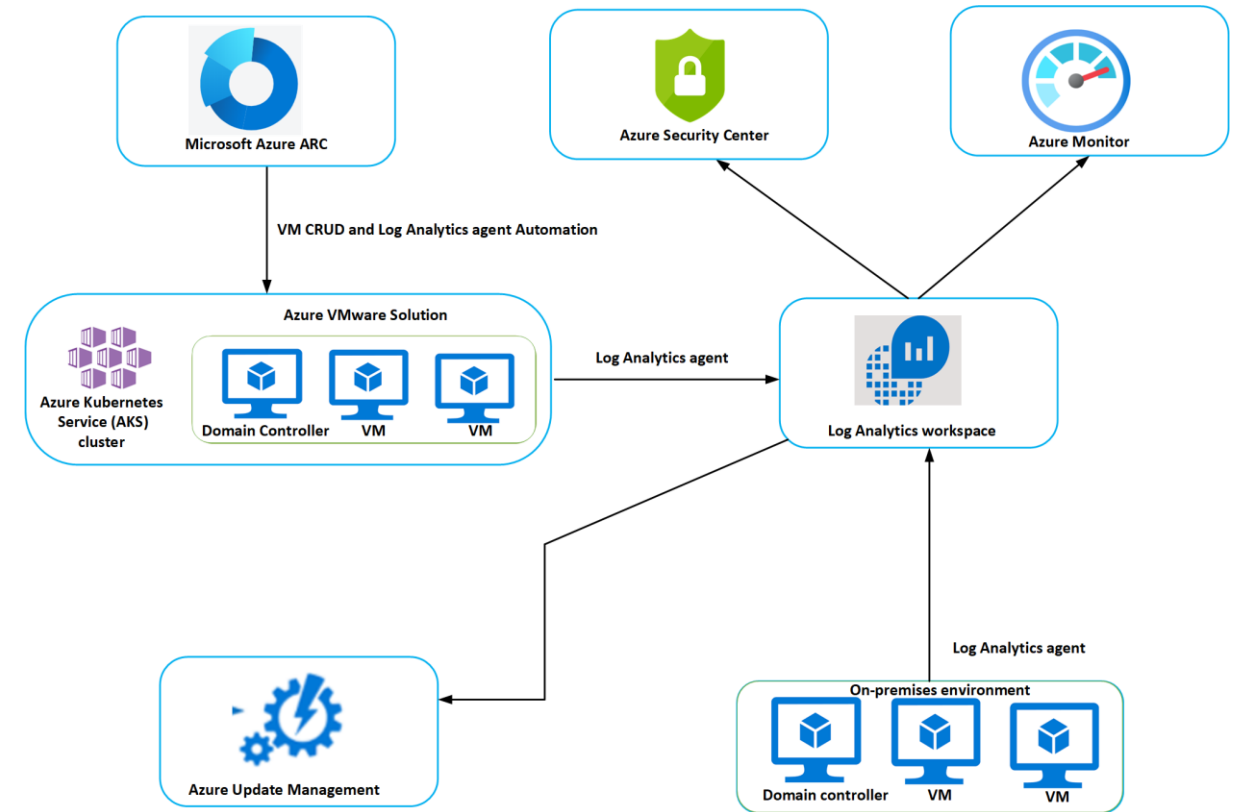 Microsoft Azure ARC
Azure Security Center
Azure Monitor
VM CRUD and Log Analytics agent Automation
Azure VMware Solution
Azure Kubernetes
Service (AKS)
cluster
Domain Controller
VM
VM
Log Analytics agent
Log Analytics workspace
Log Analytics agent
On-premises environment
Domain controller
VM
VM
Azure Update Management